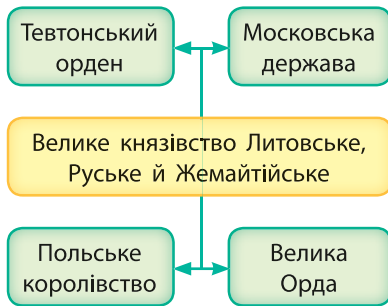 Тевтонський
орден
Московська
держава
Велике князівство Литовське,
Руське й Жемайтійське
Польське
королівство
Велика
Орда